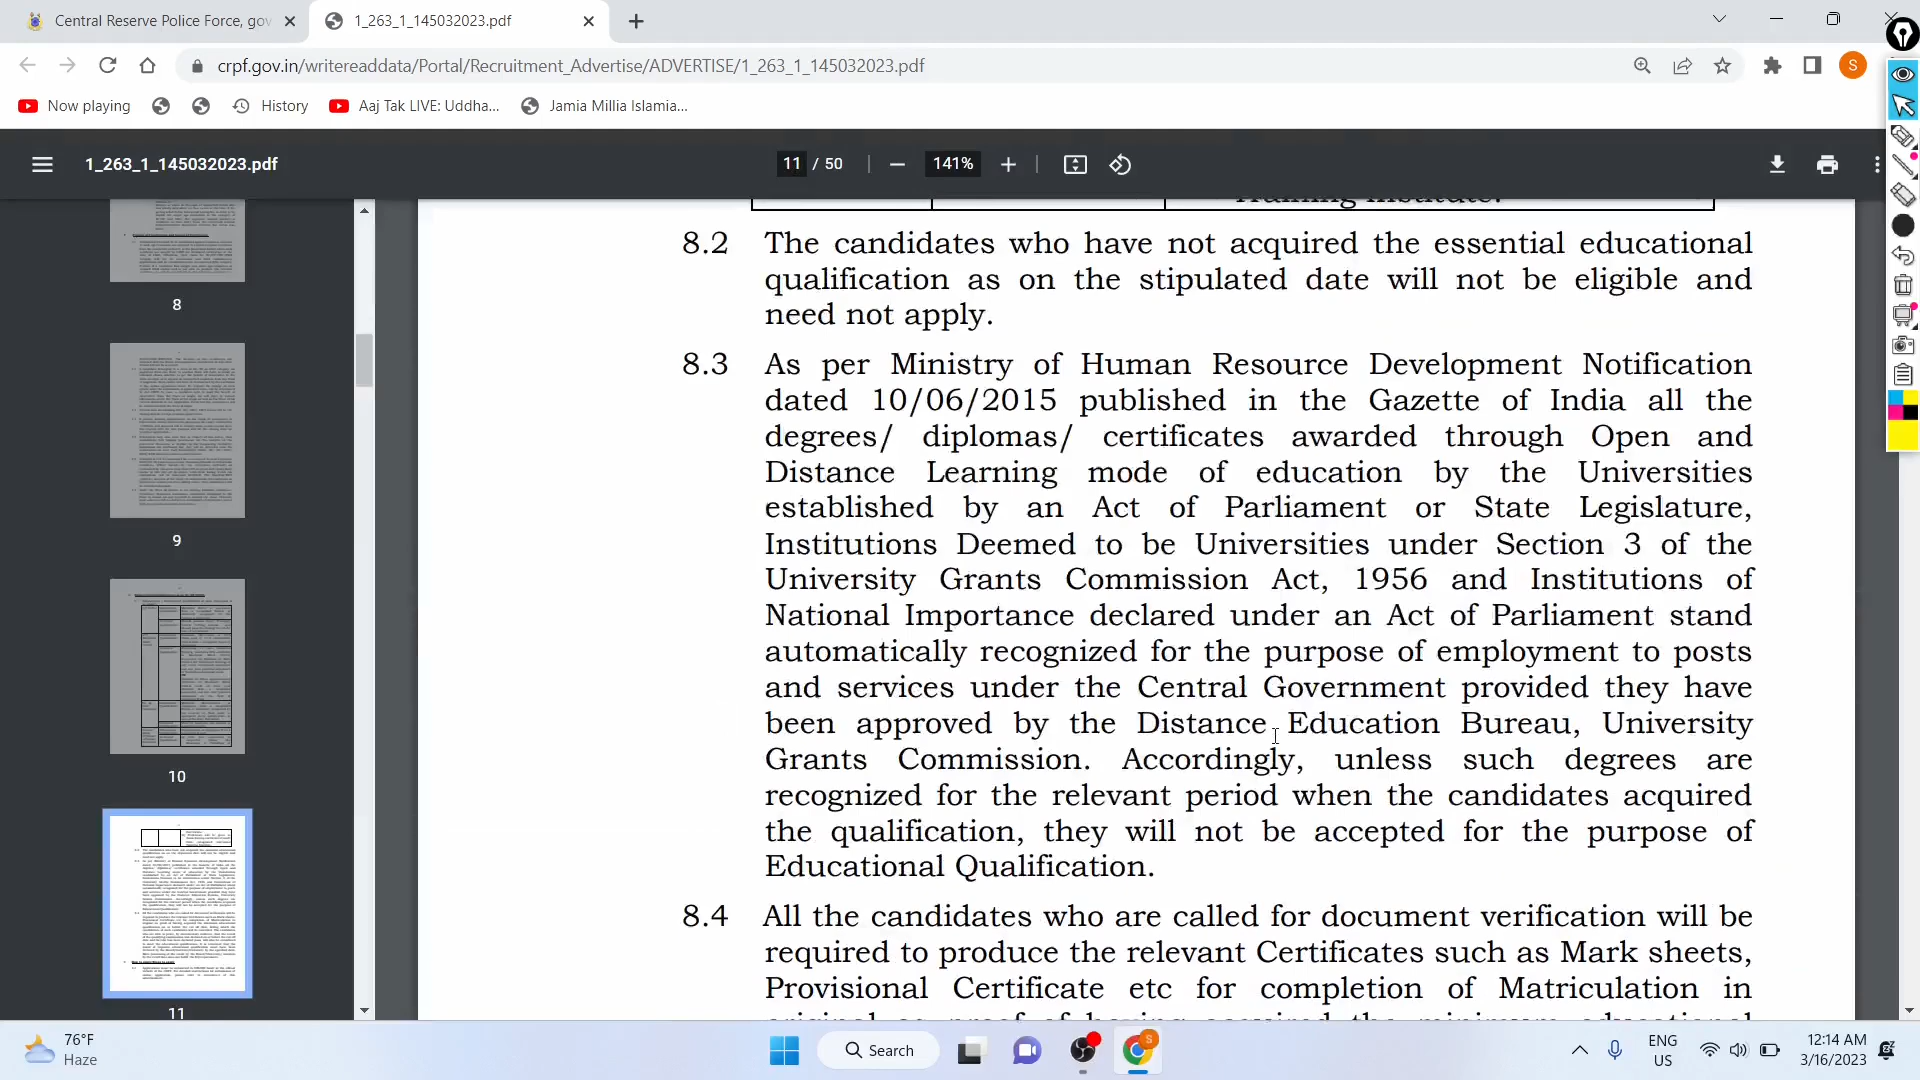 Central Reserve Police Force, gov
1_263_1_145032023.pdf
crpf.gov.in/writereaddata/Portal/Recruitment_Advertise/ADVERTISE/1_263_1_145032023.pdf
S
Now playing
History
Aaj Tak LIVE: Uddha...
Jamia Millia Islamia...
1_263_1_145032023.pdf
11 / 50
141%
8
9
10
11
Training Institute.
8.2 The candidates who have not acquired the essential educational
qualification as on the stipulated date will not be eligible and
need not apply.
8.3 As per Ministry of Human Resource Development Notification
dated 10/06/2015 published in the Gazette of India all the
degrees/ diplomas/ certificates awarded through Open and
Distance Learning mode of education by the Universities
established by an Act of Parliament or State Legislature,
Institutions Deemed to be Universities under Section 3 of the
University Grants Commission Act, 1956 and Institutions of
National Importance declared under an Act of Parliament stand
automatically recognized for the purpose of employment to posts
and services under the Central Government provided they have
been approved by the Distance Education Bureau, University
Grants Commission. Accordingly, unless such degrees are
recognized for the relevant period when the candidates acquired
the qualification, they will not be accepted for the purpose of
Educational Qualification.
8.4 All the candidates who are called for document verification will be
required to produce the relevant Certificates such as Mark sheets,
Provisional Certificate etc for completion of Matriculation in
original as proof of having acquired the minimum educational
76°F
Haze
Search
S
ENG
US
12:14 AM
3/16/2023